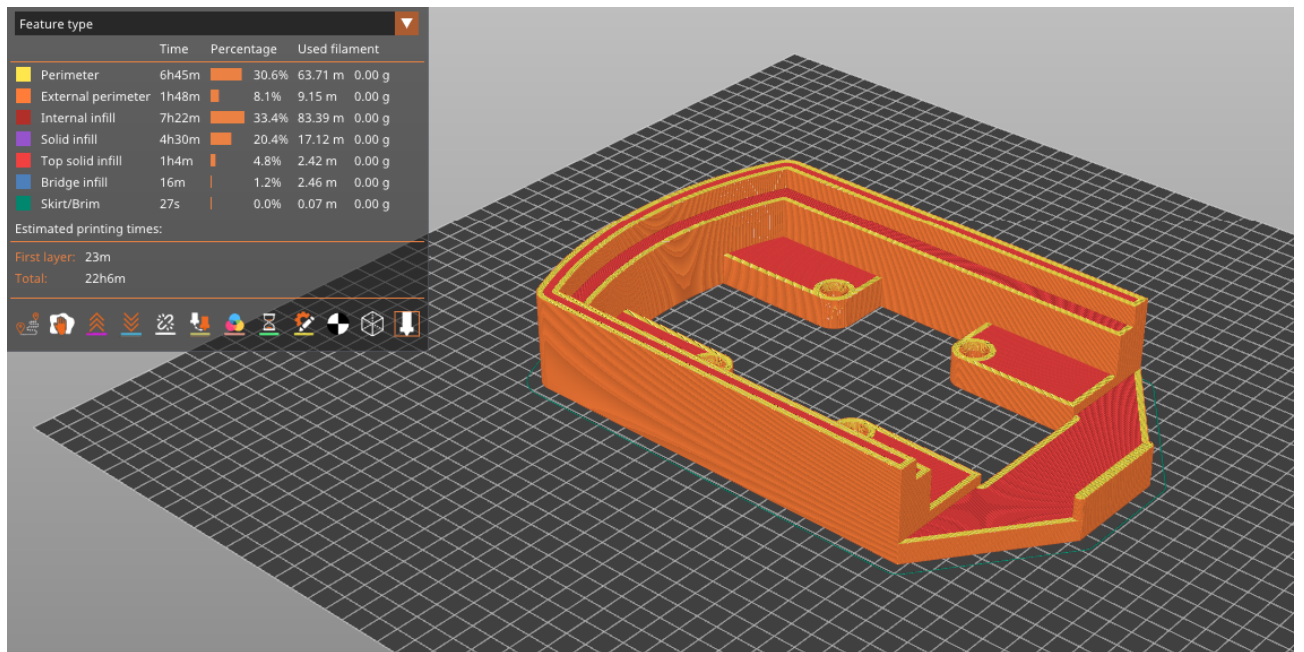 Feature type
Time Percentage Used filament
Perimeter 6h45m 30.6% 63.71 m 0.00 g
External perimeter 1h48m 8.1% 9.15 m 0.00 g
Internal infill 7h22m 33.4% 83.39 m 0.00 g
Solid infill 4h30m 20.4% 17.12 m 0.00 g
Top solid infill 1h4m 4.8% 2.42 m 0.00 g
Bridge infill 16m 1.2% 2.46 m 0.00 g
Skirt/Brim 27s 0.0% 0.07 m 0.00 g
Estimated printing times:
First layer: 23m
Total: 22h6m